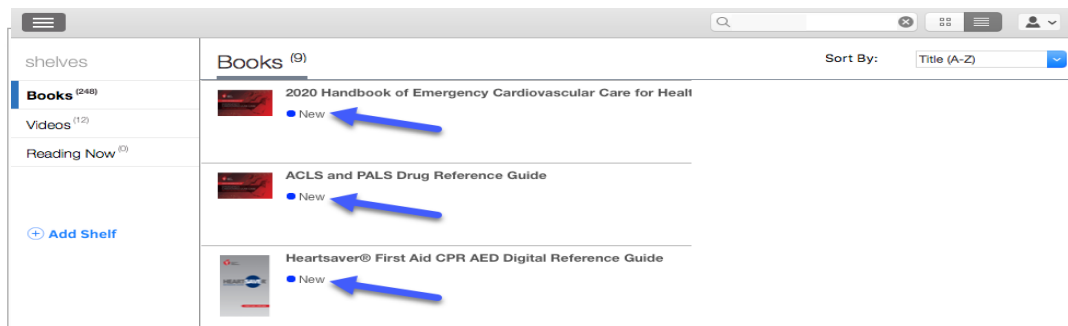 shelves
Books (248)
Videos (12)
Reading Now (0)
Add Shelf
Books (9)
Sort By: Title (A-Z)
2020 Handbook of Emergency Cardiovascular Care for Healt
New
ACLS and PALS Drug Reference Guide
New
Heartsaver® First Aid CPR AED Digital Reference Guide
New